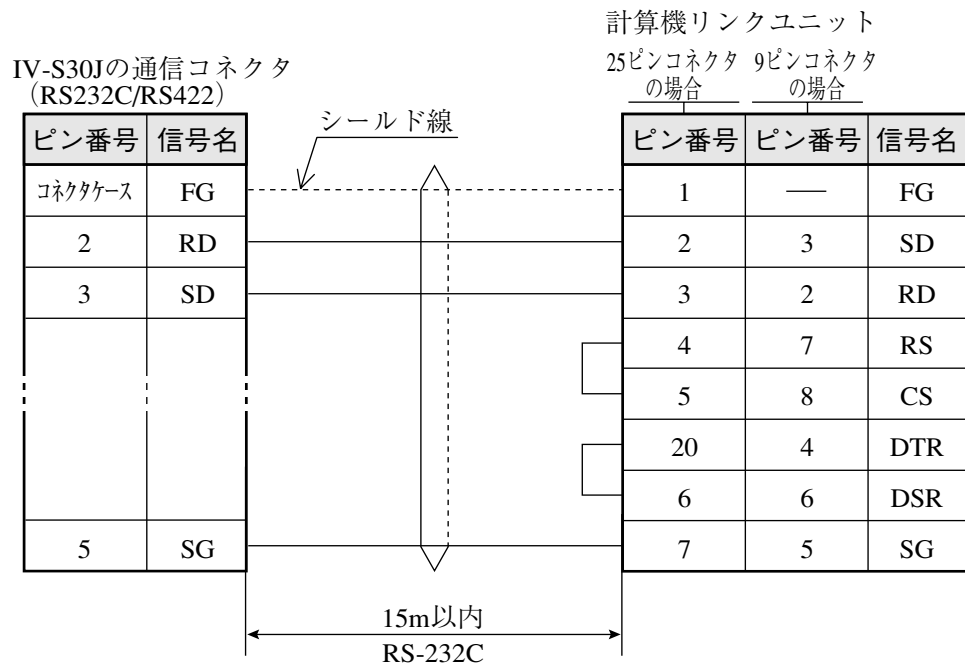 計算機リンクユニット
IV-S30Jの通信コネクタ
（RS232C/RS422）
25ピンコネクタ
の場合
9ピンコネクタ
の場合
シールド線
ピン番号 信号名 ピン番号 ピン番号 信号名
コネクタケース FG 1 — FG
2 RD 2 3 SD
3 SD 3 2 RD
4 7 RS
5 8 CS
20 4 DTR
6 6 DSR
5 SG 7 5 SG
15m以内
RS-232C